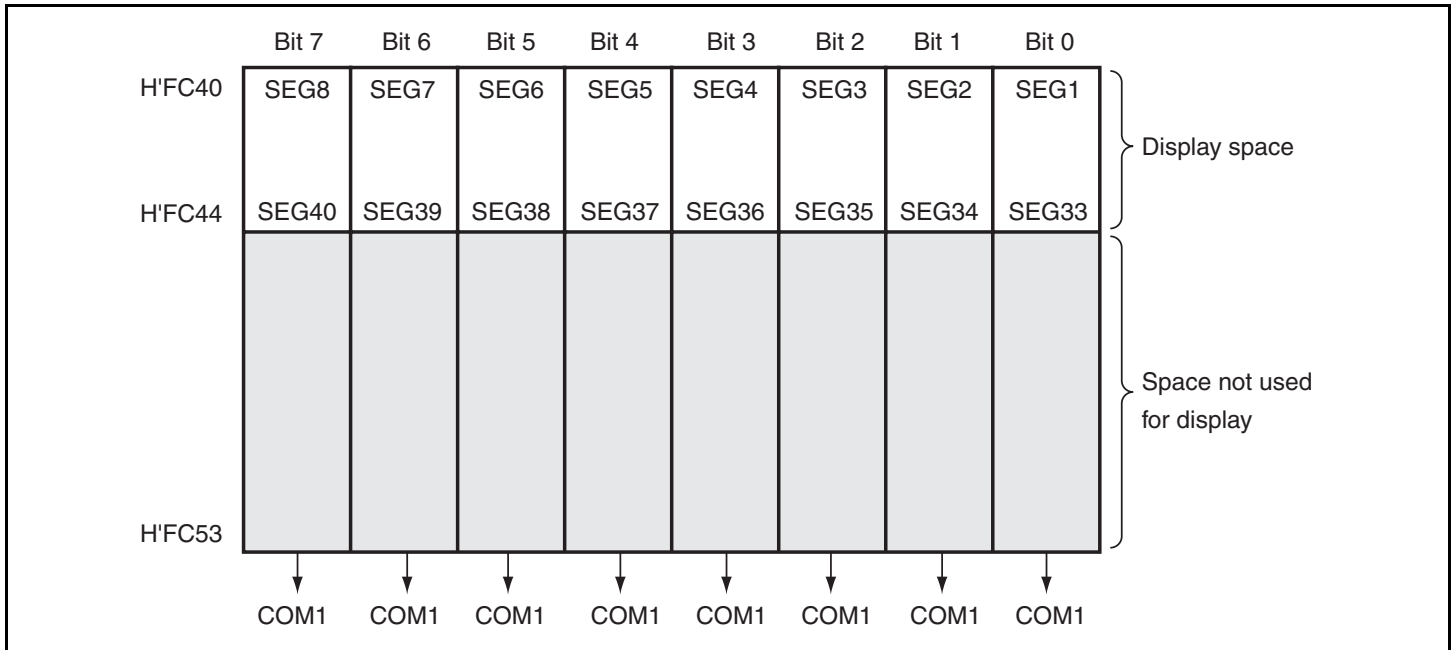 Bit 7 Bit 6 Bit 5 Bit 4 Bit 3 Bit 2 Bit 1 Bit 0
H'FC40 SEG8 SEG7 SEG6 SEG5 SEG4 SEG3 SEG2 SEG1
Display space
H'FC44 SEG40 SEG39 SEG38 SEG37 SEG36 SEG35 SEG34 SEG33
Space not used
for display
H'FC53
COM1 COM1 COM1 COM1 COM1 COM1 COM1 COM1